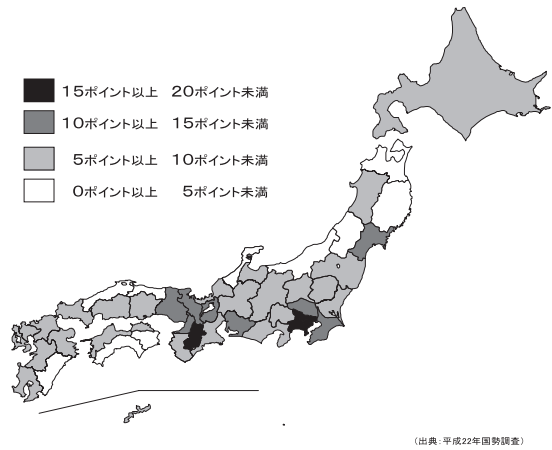 15ポイント以上 20ポイント未満
10ポイント以上 15ポイント未満
5ポイント以上 10ポイント未満
0ポイント以上 5ポイント未満
（出典：平成22年国勢調査）